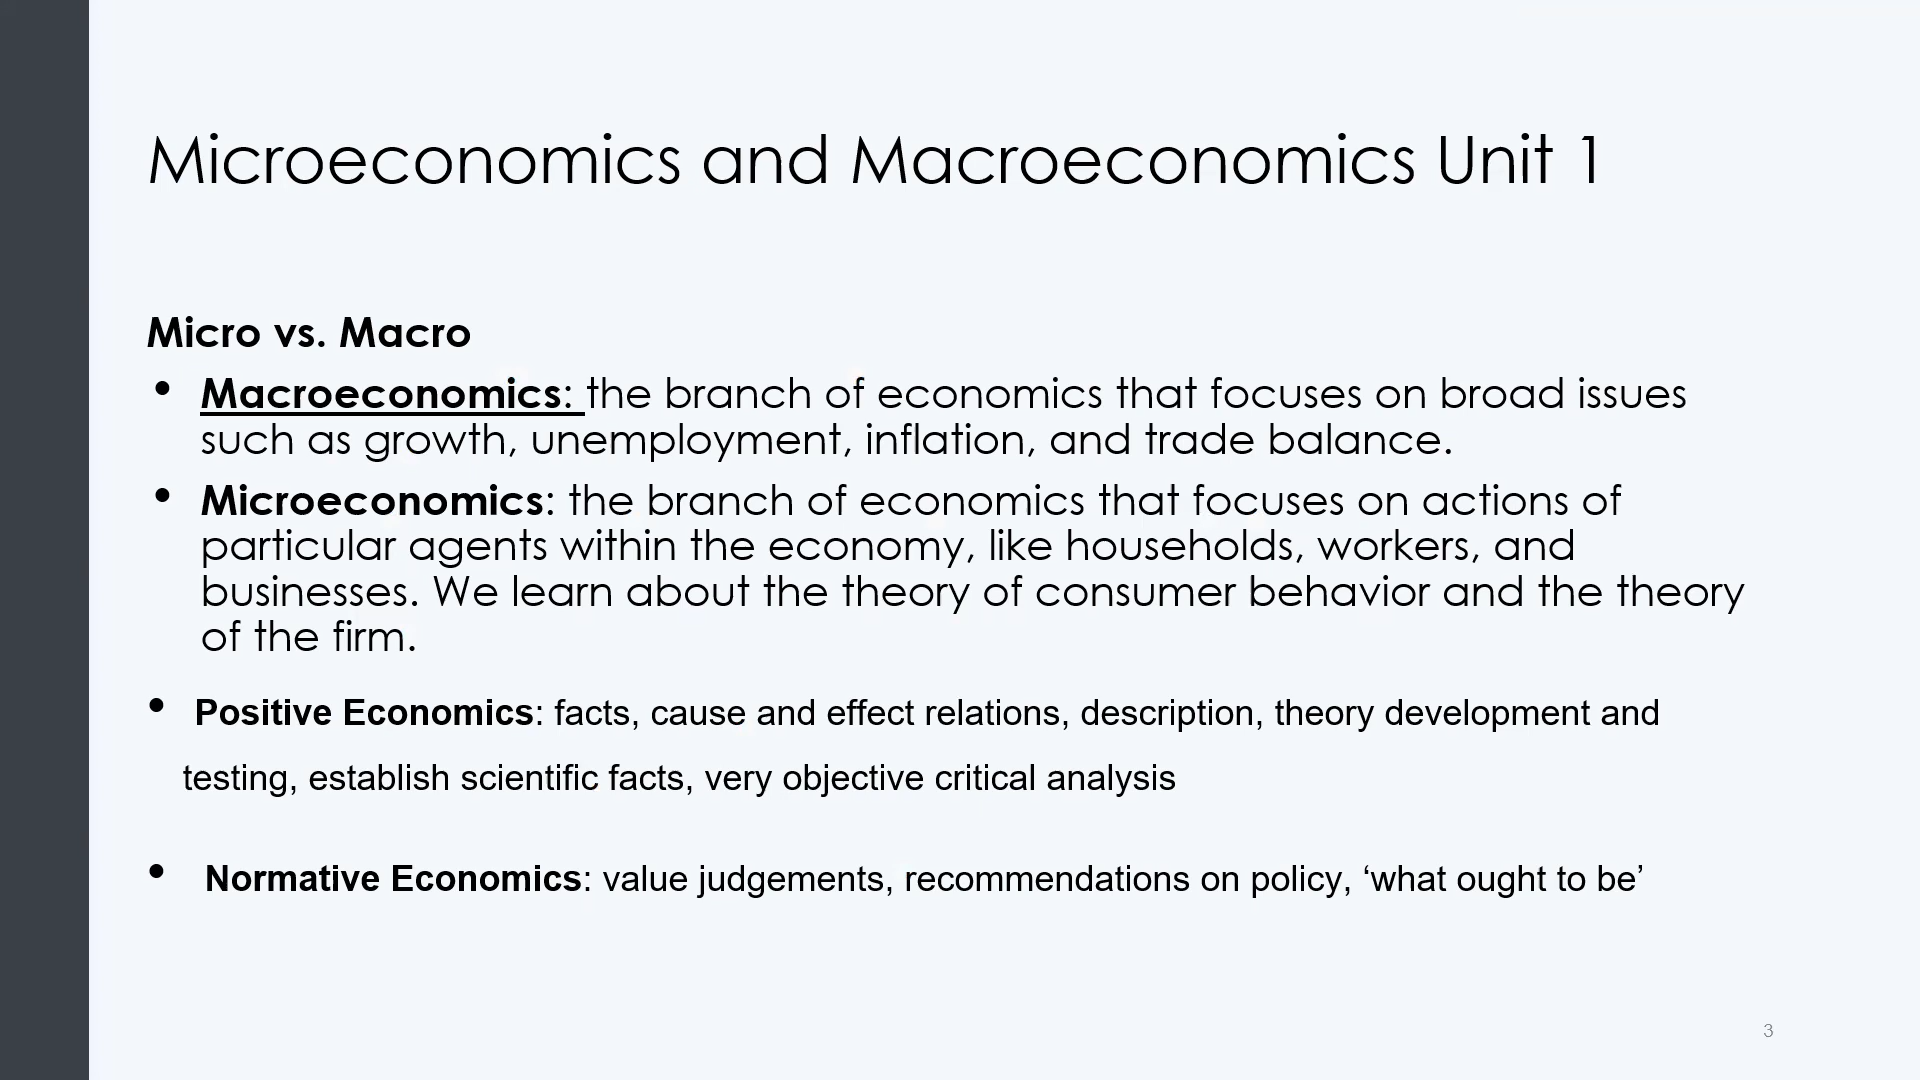 Microeconomics and Macroeconomics Unit 1
Micro vs. Macro
• Macroeconomics: the branch of economics that focuses on broad issues
such as growth, unemployment, inflation, and trade balance.
• Microeconomics: the branch of economics that focuses on actions of
particular agents within the economy, like households, workers, and
businesses. We learn about the theory of consumer behavior and the theory
of the firm.
• Positive Economics: facts, cause and effect relations, description, theory development and
testing, establish scientific facts, very objective critical analysis
• Normative Economics: value judgements, recommendations on policy, ‘what ought to be’
3